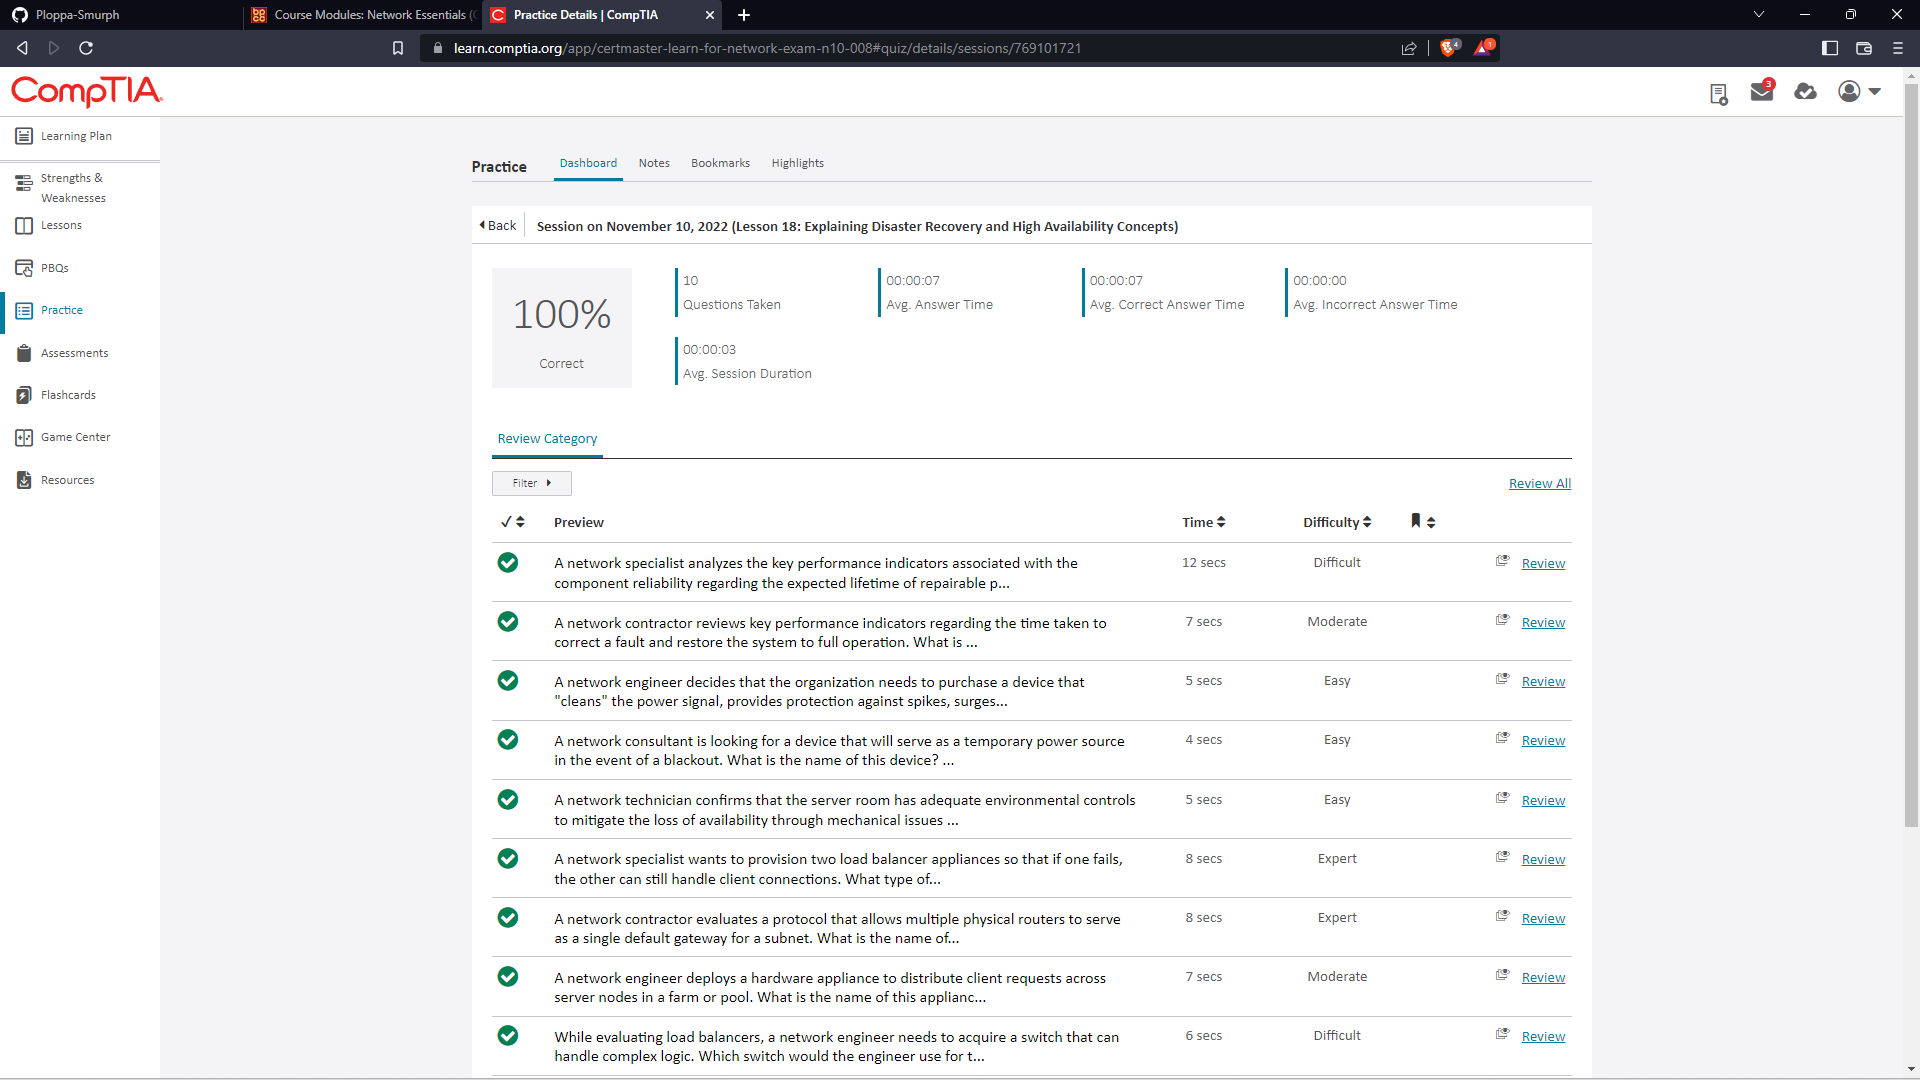 Ploppa-Smurph
Course Modules: Network Essentials (
Practice Details | CompTIA
learn.comptia.org/app/certmaster-learn-for-network-exam-n10-008#quiz/details/sessions/769101721
4
1
CompTIA.
3
Learning Plan
Strengths &
Weaknesses
Lessons
PBQs
Practice
Assessments
Flashcards
Game Center
Resources
Practice
Dashboard
Notes
Bookmarks
Highlights
Back
Session on November 10, 2022 (Lesson 18: Explaining Disaster Recovery and High Availability Concepts)
100%
Correct
10
Questions Taken
00:00:07
Avg. Answer Time
00:00:07
Avg. Correct Answer Time
00:00:00
Avg. Incorrect Answer Time
00:00:03
Avg. Session Duration
Review Category
Filter
Review All
Preview
Time
Difficulty
A network specialist analyzes the key performance indicators associated with the
component reliability regarding the expected lifetime of repairable p...
12 secs
Difficult
Review
A network contractor reviews key performance indicators regarding the time taken to
correct a fault and restore the system to full operation. What is ...
7 secs
Moderate
Review
A network engineer decides that the organization needs to purchase a device that
"cleans" the power signal, provides protection against spikes, surges...
5 secs
Easy
Review
A network consultant is looking for a device that will serve as a temporary power source
in the event of a blackout. What is the name of this device? ...
4 secs
Easy
Review
A network technician confirms that the server room has adequate environmental controls
to mitigate the loss of availability through mechanical issues ...
5 secs
Easy
Review
A network specialist wants to provision two load balancer appliances so that if one fails,
the other can still handle client connections. What type of...
8 secs
Expert
Review
A network contractor evaluates a protocol that allows multiple physical routers to serve
as a single default gateway for a subnet. What is the name of...
8 secs
Expert
Review
A network engineer deploys a hardware appliance to distribute client requests across
server nodes in a farm or pool. What is the name of this applianc...
7 secs
Moderate
Review
While evaluating load balancers, a network engineer needs to acquire a switch that can
handle complex logic. Which switch would the engineer use for t...
6 secs
Difficult
Review